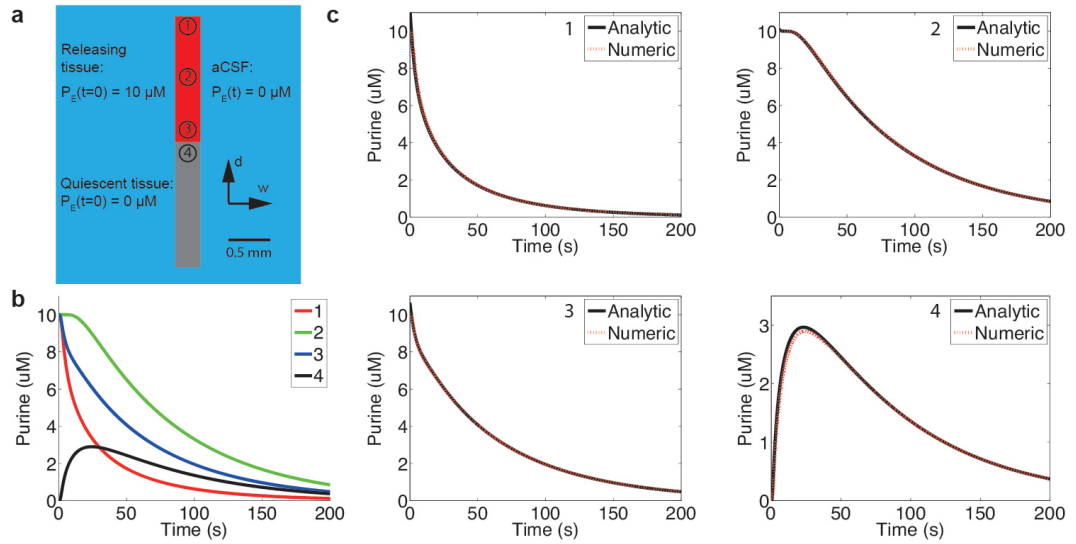 a
Releasing
tissue:
P_E(t=0) = 10 µM
aCSF:
P_E(t) = 0 µM
1
2
3
4
Quiescent tissue:
P_E(t=0) = 0 µM
d
w
0.5 mm
b
10
8
6
4
2
0
Purine (uM)
0
50
100
150
200
Time (s)
1
2
3
4
c
1
Analytic
Numeric
10
8
6
4
2
0
Purine (uM)
0
50
100
150
200
Time (s)
2
Analytic
Numeric
10
8
6
4
2
0
Purine (uM)
0
50
100
150
200
Time (s)
3
Analytic
Numeric
10
8
6
4
2
0
Purine (uM)
0
50
100
150
200
Time (s)
4
Analytic
Numeric
3
2
1
0
Purine (uM)
0
50
100
150
200
Time (s)